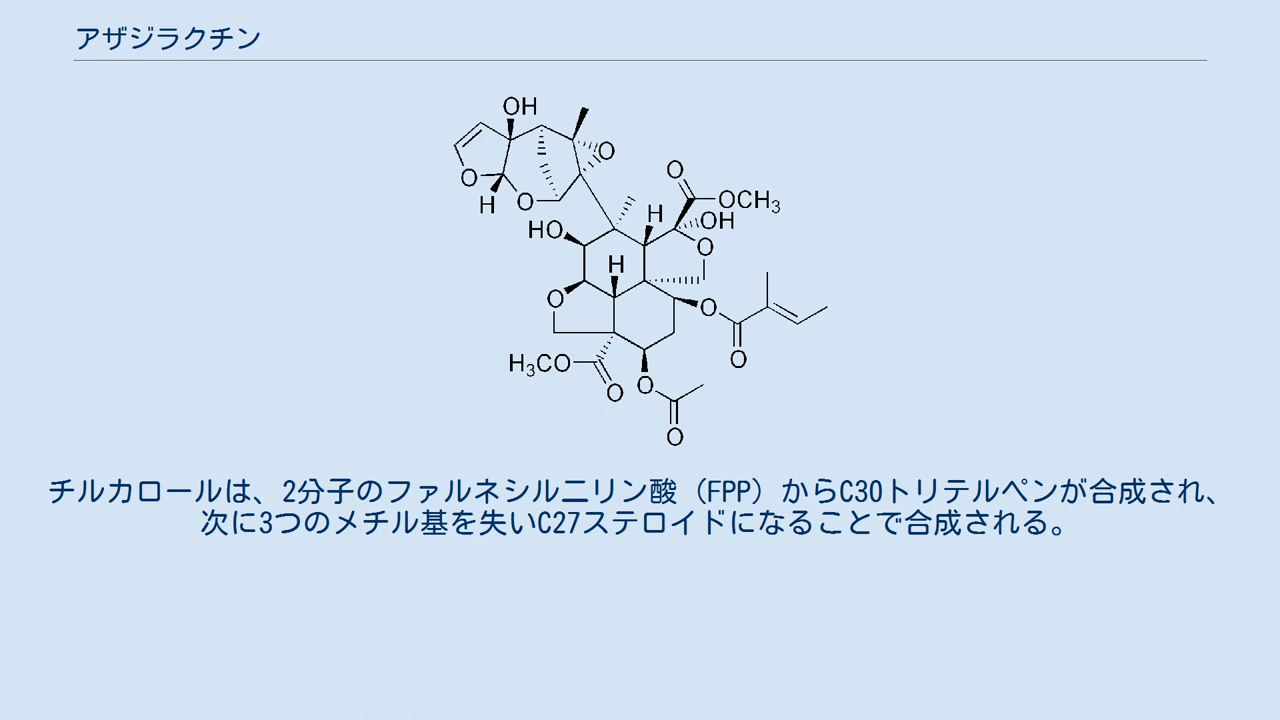 アザジラクチン
OH
O
O
H
O
O
OCH3
H
OH
HO
O
H
O
O
H3CO
O
O
O
O
チルカロールは、2分子のファルネシル二リン酸（FPP）からC30トリテルペンが合成され、
次に3つのメチル基を失いC27ステロイドになることで合成される。